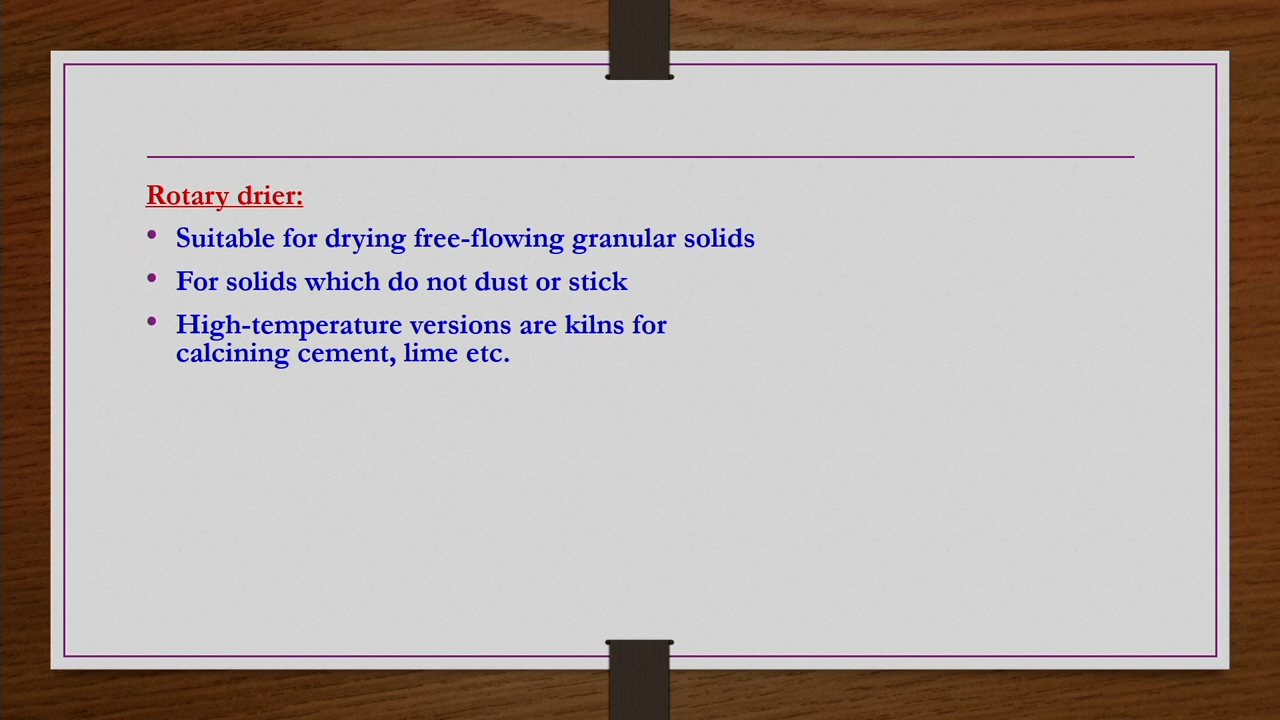 Rotary drier:
• Suitable for drying free-flowing granular solids
• For solids which do not dust or stick
• High-temperature versions are kilns for
calcining cement, lime etc.